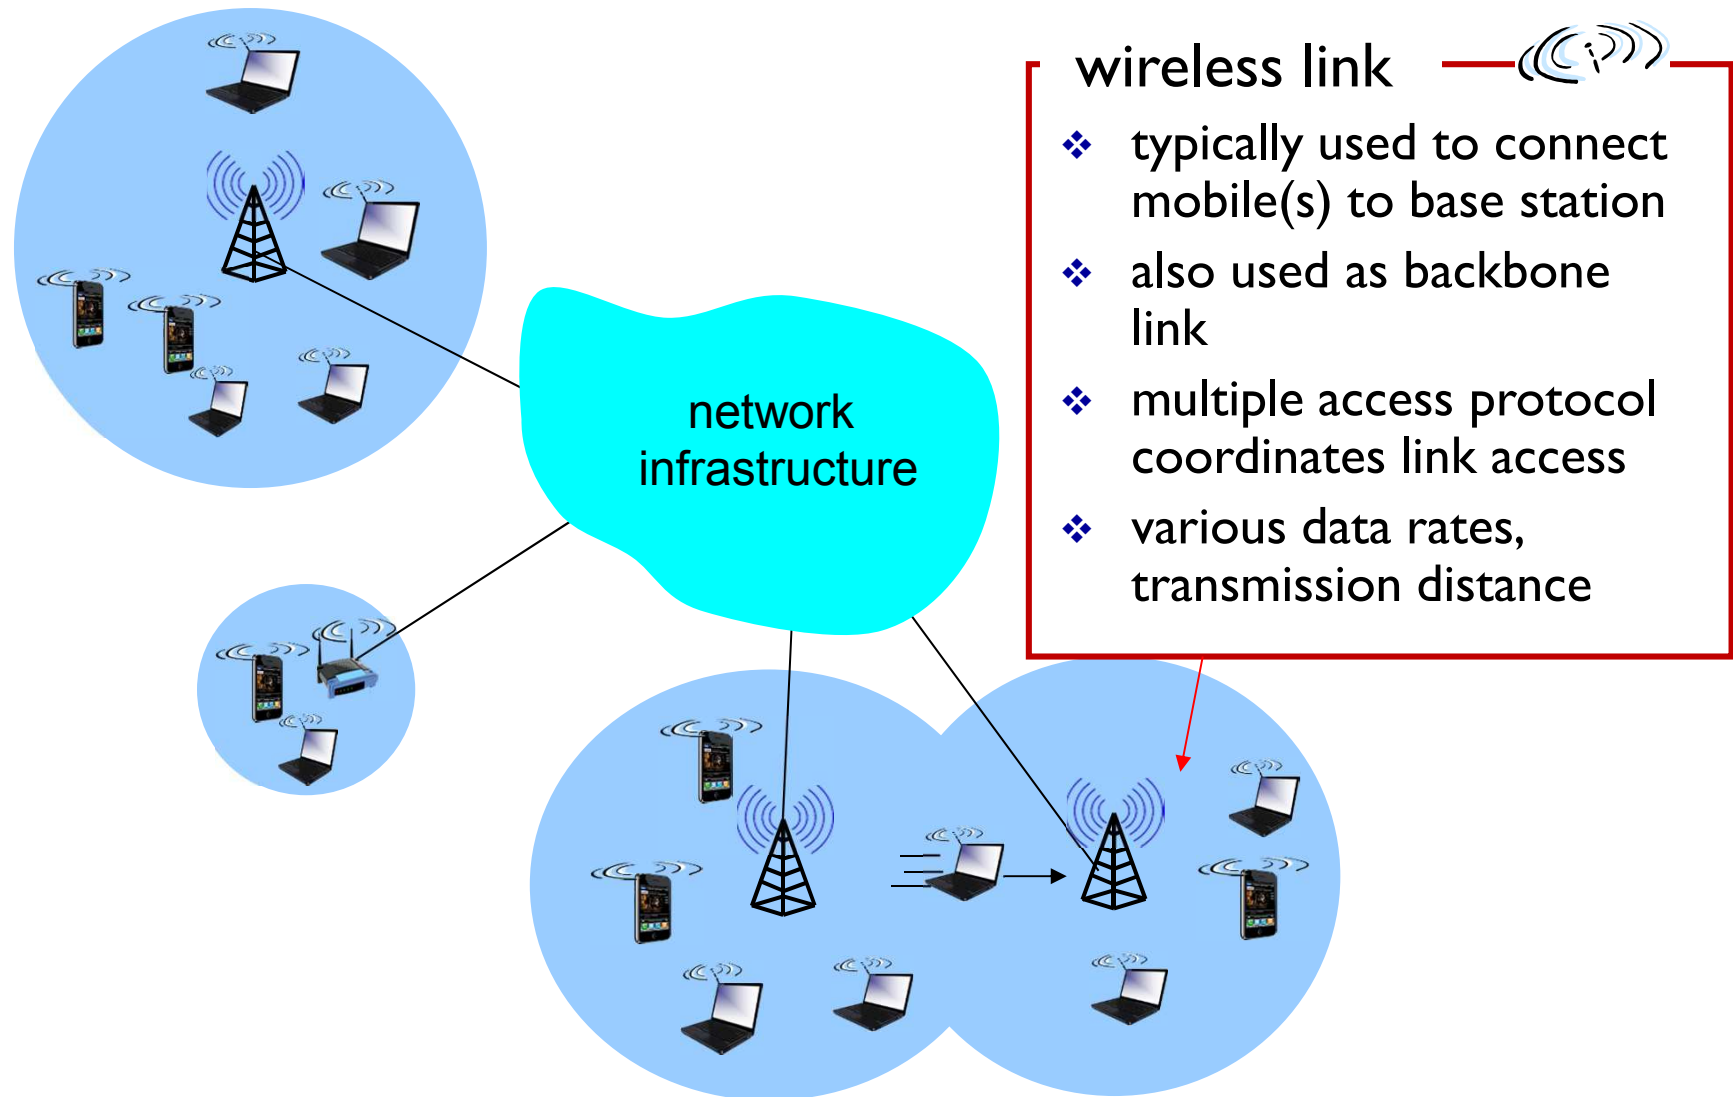 wireless link
❖ typically used to connect
mobile(s) to base station
❖ also used as backbone
link
❖ multiple access protocol
coordinates link access
❖ various data rates,
transmission distance
network
infrastructure